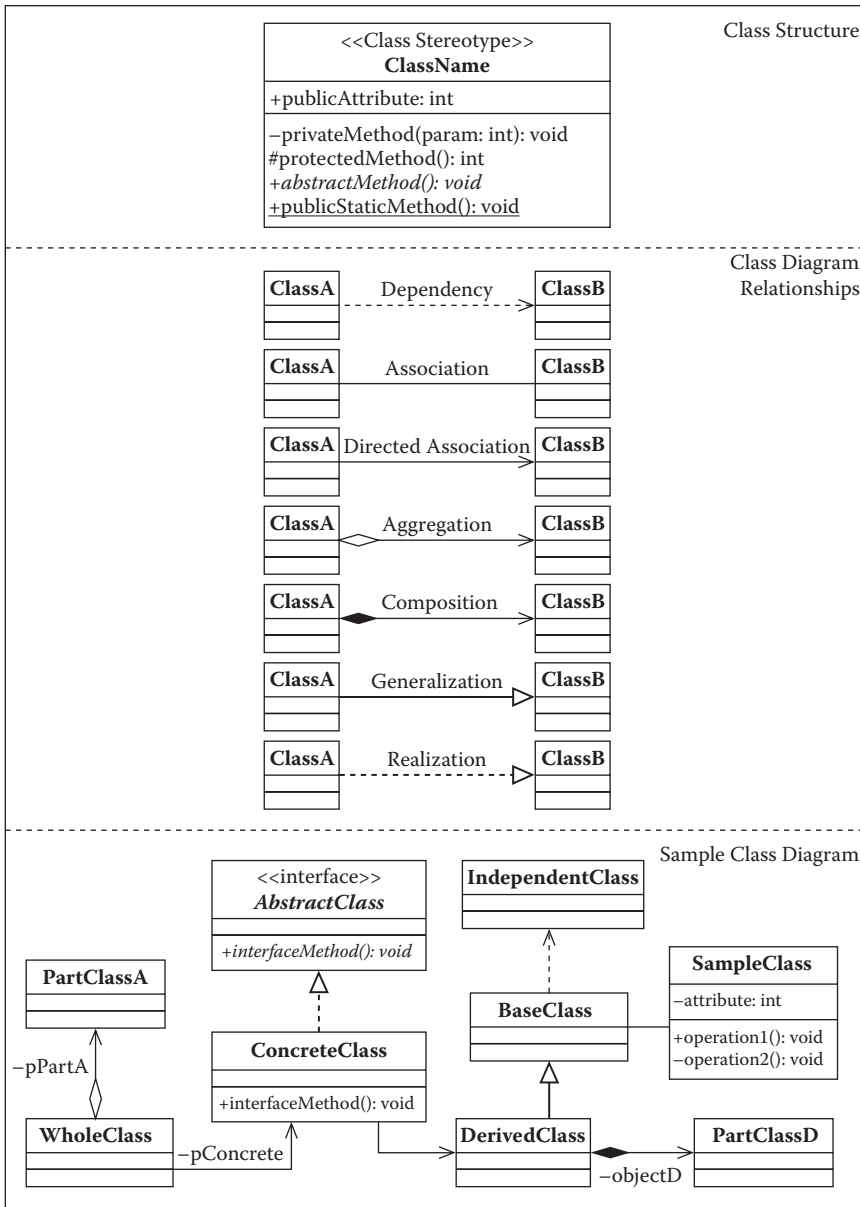 Class Structure
<<Class Stereotype>>
ClassName
+publicAttribute: int
−privateMethod(param: int): void
#protectedMethod(): int
+abstractMethod(): void
+publicStaticMethod(): void
Class Diagram
Relationships
ClassA Dependency ClassB
ClassA Association ClassB
ClassA Directed Association ClassB
ClassA Aggregation ClassB
ClassA Composition ClassB
ClassA Generalization ClassB
ClassA Realization ClassB
Sample Class Diagram
<<interface>>
AbstractClass
+interfaceMethod(): void
IndependentClass
PartClassA
SampleClass
−attribute: int
+operation1(): void
−operation2(): void
BaseClass
ConcreteClass
+interfaceMethod(): void
−pPartA
WholeClass
−pConcrete
DerivedClass
−objectD
PartClassD